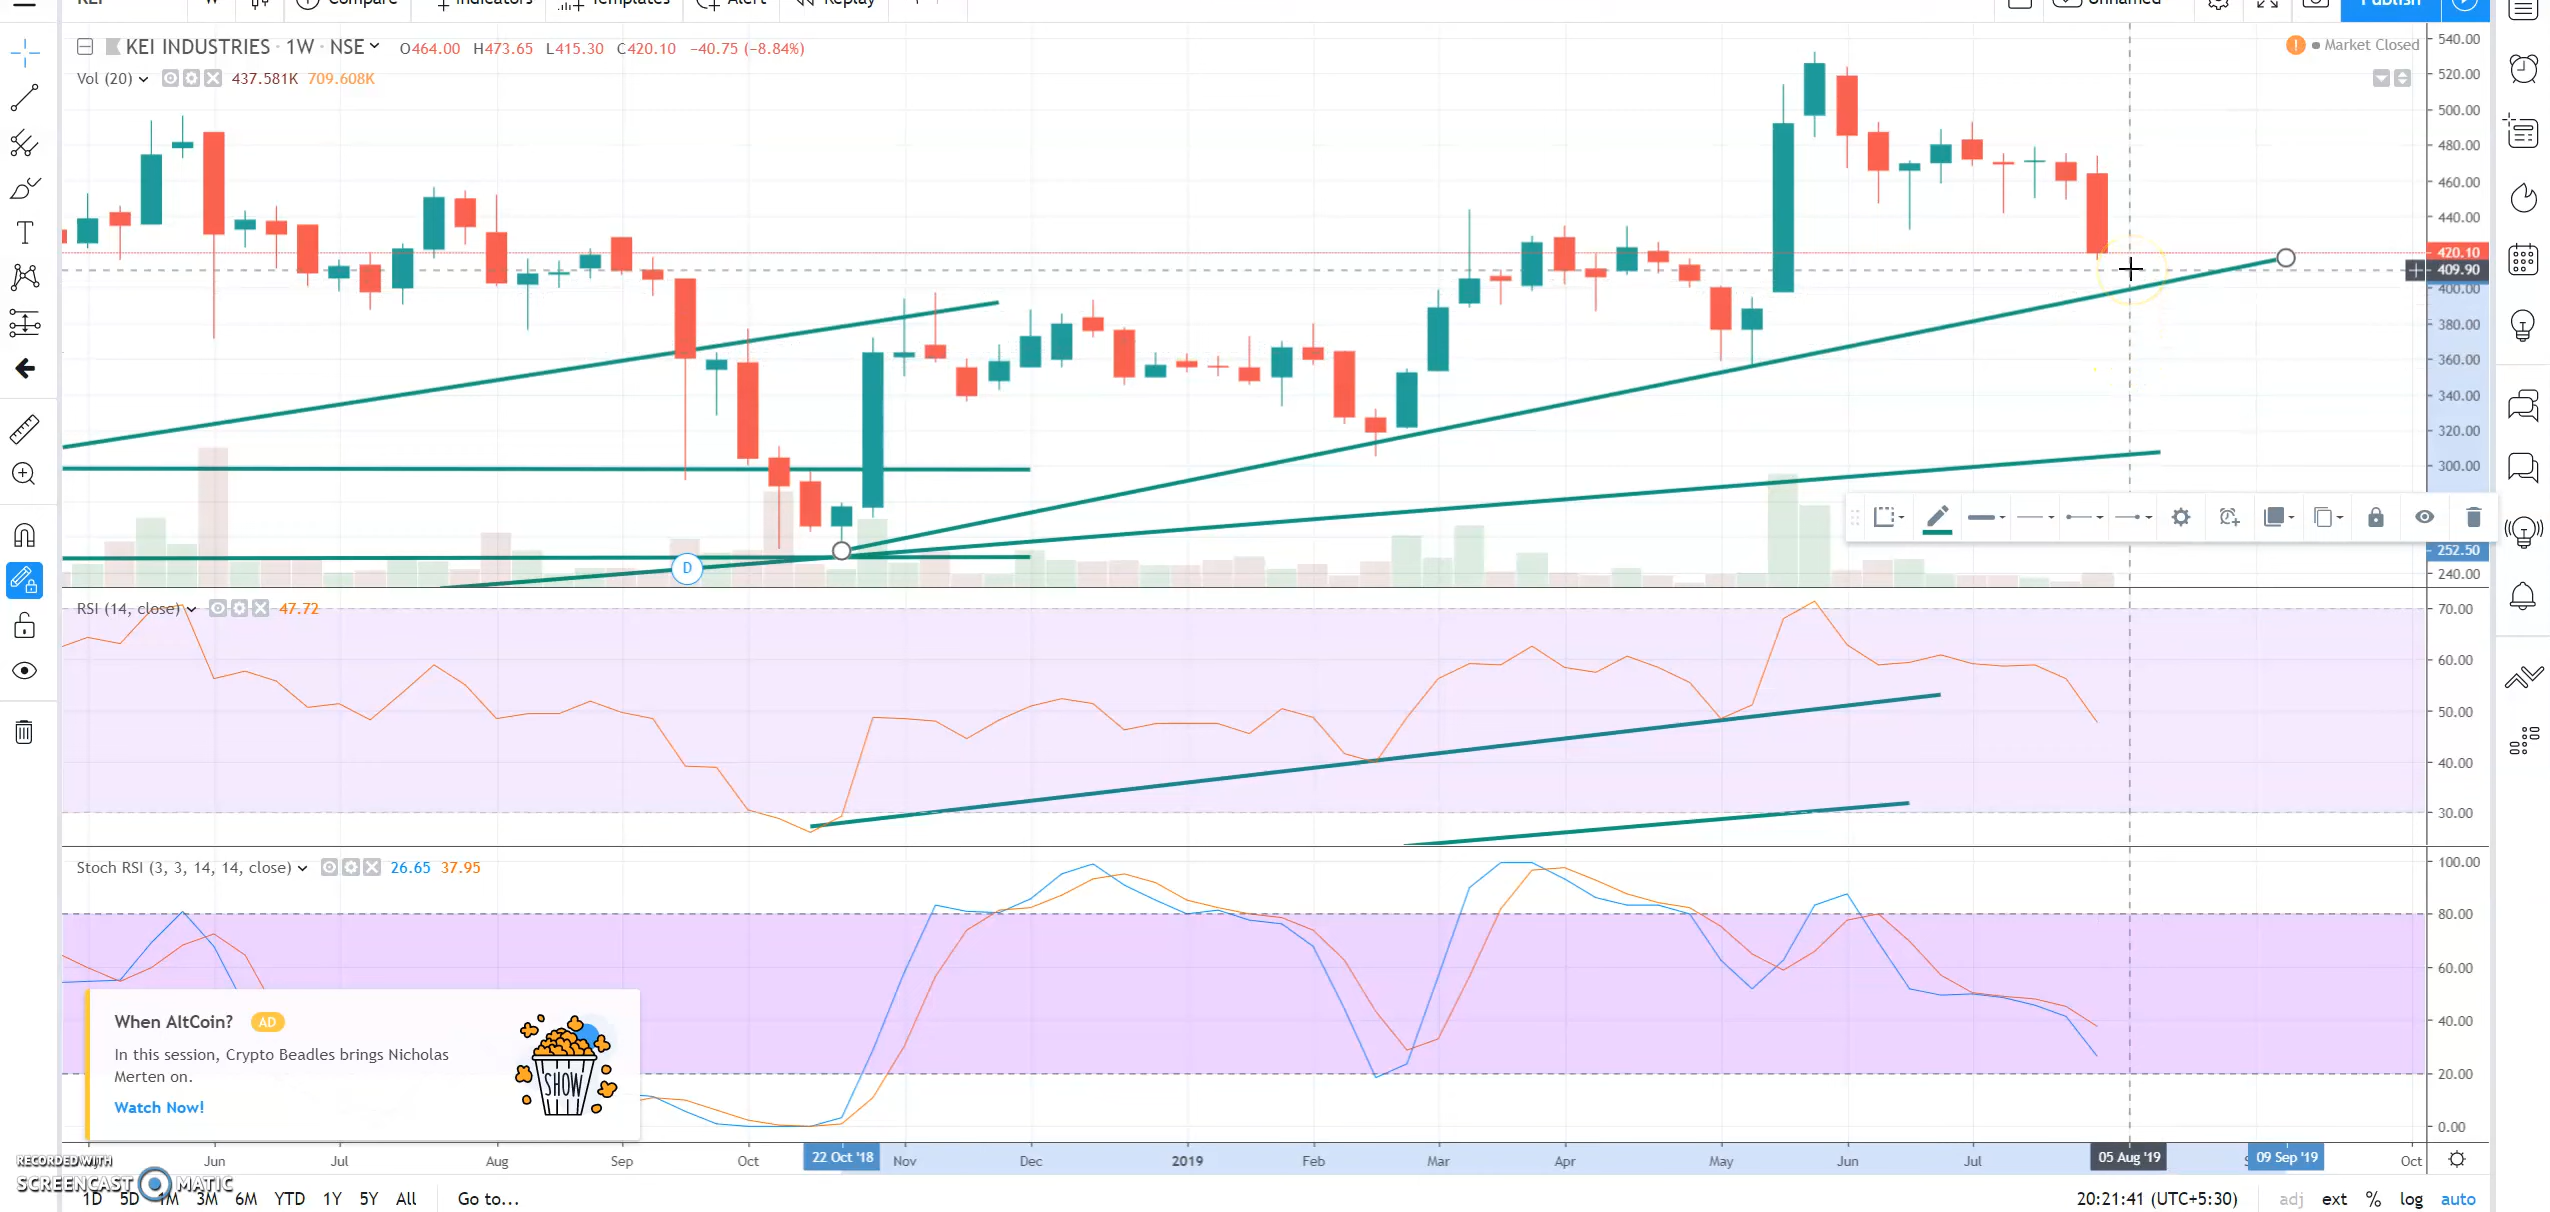 Compare Indicators Templates Alert Replay Unnamed Publish
KEI INDUSTRIES · 1W · NSE O464.00 H473.65 L415.30 C420.10 −40.75 (−8.84%)
Market Closed
Vol (20) 437.581K 709.608K
540.00
520.00
500.00
480.00
460.00
440.00
420.10
409.90
400.00
380.00
360.00
340.00
320.00
300.00
252.50
240.00
D
RSI (14, close) 47.72
70.00
60.00
50.00
40.00
30.00
Stoch RSI (3, 3, 14, 14, close) 26.65 37.95
100.00
80.00
60.00
40.00
20.00
0.00
When AltCoin? AD
In this session, Crypto Beadles brings Nicholas
Merten on.
Watch Now!
SHOW
Jun Jul Aug Sep Oct 22 Oct '18 Nov Dec 2019 Feb Mar Apr May Jun Jul 05 Aug '19 09 Sep '19 Oct
RECORDED WITH
SCREENCAST MATIC
1D 5D 1M 3M 6M YTD 1Y 5Y All Go to... 20:21:41 (UTC+5:30) adj ext % log auto